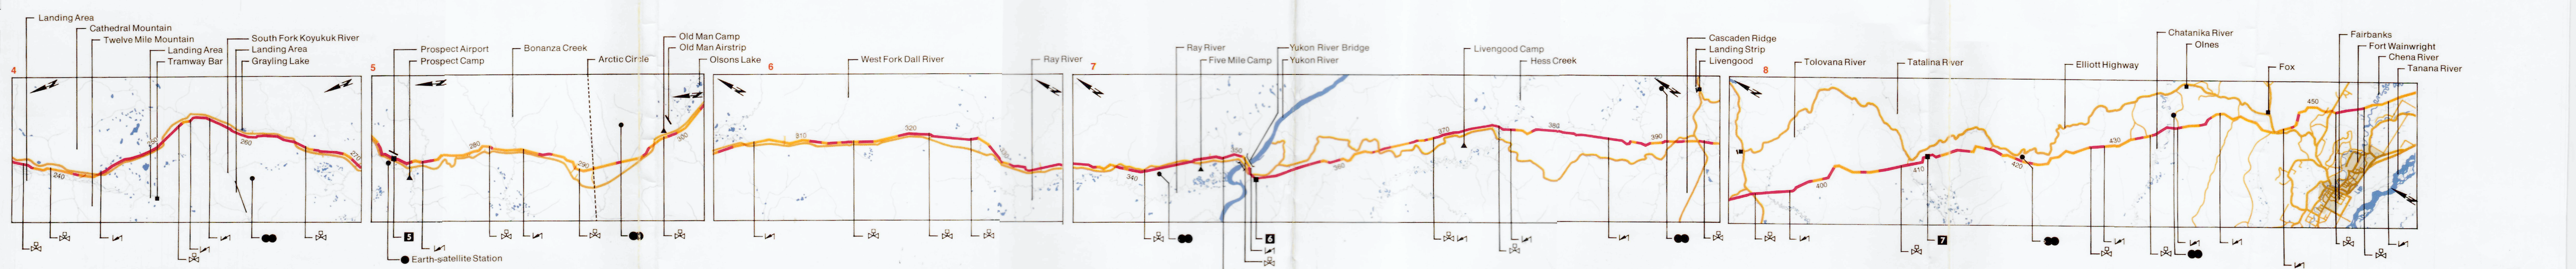 Landing Area
Cathedral Mountain
Twelve Mile Mountain
Landing Area
Tramway Bar
South Fork Koyukuk River
Landing Area
Grayling Lake
4
N
N
240
250
260
270
Prospect Airport
Prospect Camp
Bonanza Creek
Arctic Circle
Old Man Camp
Old Man Airstrip
Olsons Lake
5
N
N
280
290
300
5
Earth-satellite Station
6
West Fork Dall River
Ray River
N
N
310
320
330
7
Ray River
Five Mile Camp
Yukon River Bridge
Yukon River
Livengood Camp
Hess Creek
Cascaden Ridge
Landing Strip
Livengood
N
N
340
350
360
370
380
390
6
8
Tolovana River
Tatalina River
Elliott Highway
Chatanika River
Olnes
Fox
Fairbanks
Fort Wainwright
Chena River
Tanana River
N
N
400
410
420
430
450
7